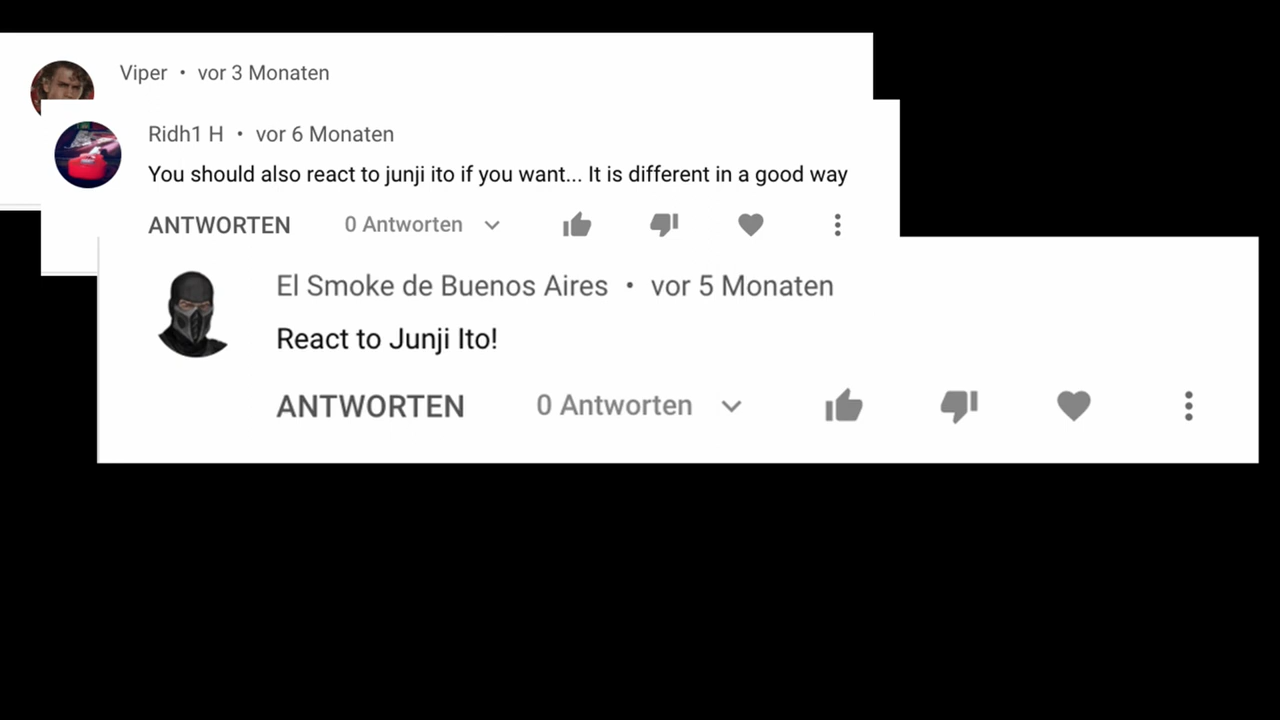 Viper • vor 3 Monaten
Ridh1 H • vor 6 Monaten
You should also react to junji ito if you want... It is different in a good way
ANTWORTEN 0 Antworten
El Smoke de Buenos Aires • vor 5 Monaten
React to Junji Ito!
ANTWORTEN 0 Antworten